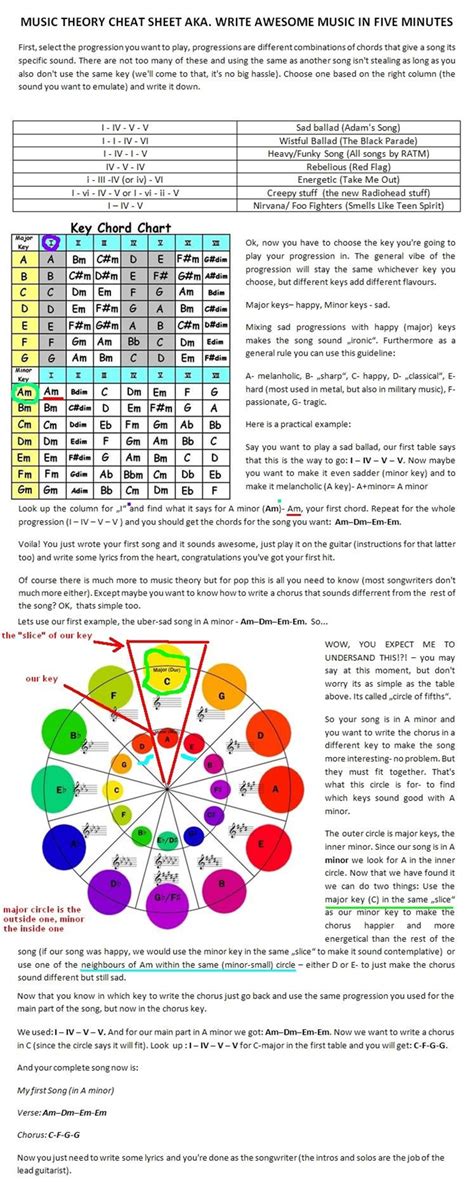 MUSIC THEORY CHEAT SHEET AKA. WRITE AWESOME MUSIC IN FIVE MINUTES
First, select the progression you want to play, progressions are different combinations of chords that give a song its
specific sound. There are not too many of these and using the same as another song isn't stealing as long as you
also don't use the same key (we'll come to that, it's no big hassle). Choose one based on the right column (the
sound you want to emulate) and write it down.
I - IV - V - V Sad ballad (Adam's Song)
I - I - IV - VI Wistful Ballad (The Black Parade)
I - IV - I - V Heavy/Funky Song (All songs by RATM)
IV - V - IV Rebelious (Red Flag)
i - III -IV (or iv) - VI Energetic (Take Me Out)
I - vi - IV - V or I - vi - ii - V Creepy stuff (the new Radiohead stuff)
I – IV - V Nirvana/ Foo Fighters (Smells Like Teen Spirit)
Key Chord Chart
Major Key I
A A Bm C#m D E F#m G#dim
B B C#m D#m E F# G#m A#dim
C C Dm Em F G Am Bdim
D D Em F#m G A Bm C#dim
E E F#m G#m A B C#m D#dim
F F Gm Am Bb C Dm Edim
G G Am Bm C D Em F#dim
Minor Key
Am Am Bdim C Dm Em F G
Bm Bm C#dim D Em F#m G A
Cm Cm Ddim Eb Fm Gm Ab Bb
Dm Dm Edim F Gm Am Bb C
Em Em F#dim G Am Bm C D
Fm Fm Gdim Ab Bbm Cm Db Eb
Gm Gm Adim Bb Cm Dm Eb F
Ok, now you have to choose the key you're going to
play your progression in. The general vibe of the
progression will stay the same whichever key you
choose, but different keys add different flavours.
Major keys– happy, Minor keys - sad.
Mixing sad progressions with happy (major) keys
makes the song sound „ironic”. Furthermore as a
general rule you can use this guideline:
A- melanholic, B- „sharp”, C- happy, D- „classical”, E-
hard (most used in metal, but also in military music), F-
passionate, G- tragic.
Here is a practical example:
Say you want to play a sad ballad, our first table says
that this is the way to go: I – IV – V – V. Now maybe
you want to make it even sadder (minor key) and to
make it melancholic (A key)- A+minor= A minor
Look up the column for „I” and find what it says for A minor (Am)- Am, your first chord. Repeat for the whole
progression (I – IV – V – V ) and you should get the chords for the song you want: Am–Dm–Em-Em.
Voila! You just wrote your first song and it sounds awesome, just play it on the guitar (instructions for that latter
too) and write some lyrics from the heart, congratulations you've got your first hit.
Of course there is much more to music theory but for pop this is all you need to know (most songwriters don't
much more either). Except maybe you want to know how to write a chorus that sounds different from the rest of
the song? OK, thats simple too.
Lets use our first example, the uber-sad song in A minor - Am–Dm–Em-Em. So...
the "slice" of our key
our key
Major (Dur)
C
F
G
Bb
D
Eb
A
Ab
E
Db
B
Gb/F#
A
D
E
G
B
C
F#
F
C#
Bb
G#
Eb/D#
major circle is the
outside one, minor
the inside one
WOW, YOU EXPECT ME TO
UNDERSAND THIS!?! – you may
say at this moment, but don't
worry its as simple as the table
above. Its called „circle of fifths”.
So your song is in A minor and
you want to write the chorus in a
different key to make the song
more interesting- no problem. But
they must fit together. That's
what this circle is for- to find
which keys sound good with A
minor.
The outer circle is major keys, the
inner minor. Since our song is in A
minor we look for A in the inner
circle. Now that we have found it
we can do two things: Use the
major key (C) in the same „slice”
as our minor key to make the
chorus happier and more
energetical than the rest of the
song (if our song was happy, we would use the minor key in the same „slice” to make it sound contemplative) or
use one of the neighbours of Am within the same (minor-small) circle – either D or E- to just make the chorus
sound different but still sad.
Now that you know in which key to write the chorus just go back and use the same progression you used for the
main part of the song, but now in the chorus key.
We used: I – IV – V – V. And for our main part in A minor we got: Am–Dm–Em-Em. Now we want to write a chorus
in C (since the circle says it will fit). Look up : I – IV – V – V for C-major in the first table and you will get: C-F-G-G.
And your complete song now is:
My first Song (in A minor)
Verse: Am–Dm–Em-Em
Chorus: C-F-G-G
Now you just need to write some lyrics and you're done as the songwriter (the intros and solos are the job of the
lead guitarist).